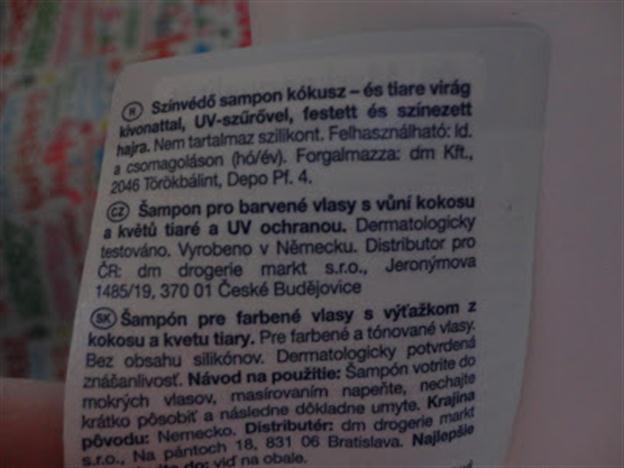 H Színvédő sampon kókusz – és tiare virág
kivonattal, UV-szűrővel, festett és színezett
hajra. Nem tartalmaz szilikont. Felhasználható: ld.
a csomagoláson (hó/év). Forgalmazza: dm Kft.,
2046 Törökbálint, Depo Pf. 4.
CZ Šampon pro barvené vlasy s vůní kokosu
a květů tiaré a UV ochranou. Dermatologicky
testováno. Vyrobeno v Německu. Distributor pro
ČR: dm drogerie markt s.r.o., Jeronýmova
1485/19, 370 01 České Budějovice
SK Šampón pre farbené vlasy s výťažkom z
kokosu a kvetu tiary. Pre farbené a tónované vlasy.
Bez obsahu silikónov. Dermatologicky potvrdená
znášanlivosť. Návod na použitie: Šampón votrite do
mokrých vlasov, masírovaním napeňte, nechajte
krátko pôsobiť a následne dôkladne umyte. Krajina
pôvodu: Nemecko. Distributér: dm drogerie markt
s.r.o., Na pántoch 18, 831 06 Bratislava. Najlepšie
do: viď na obale.